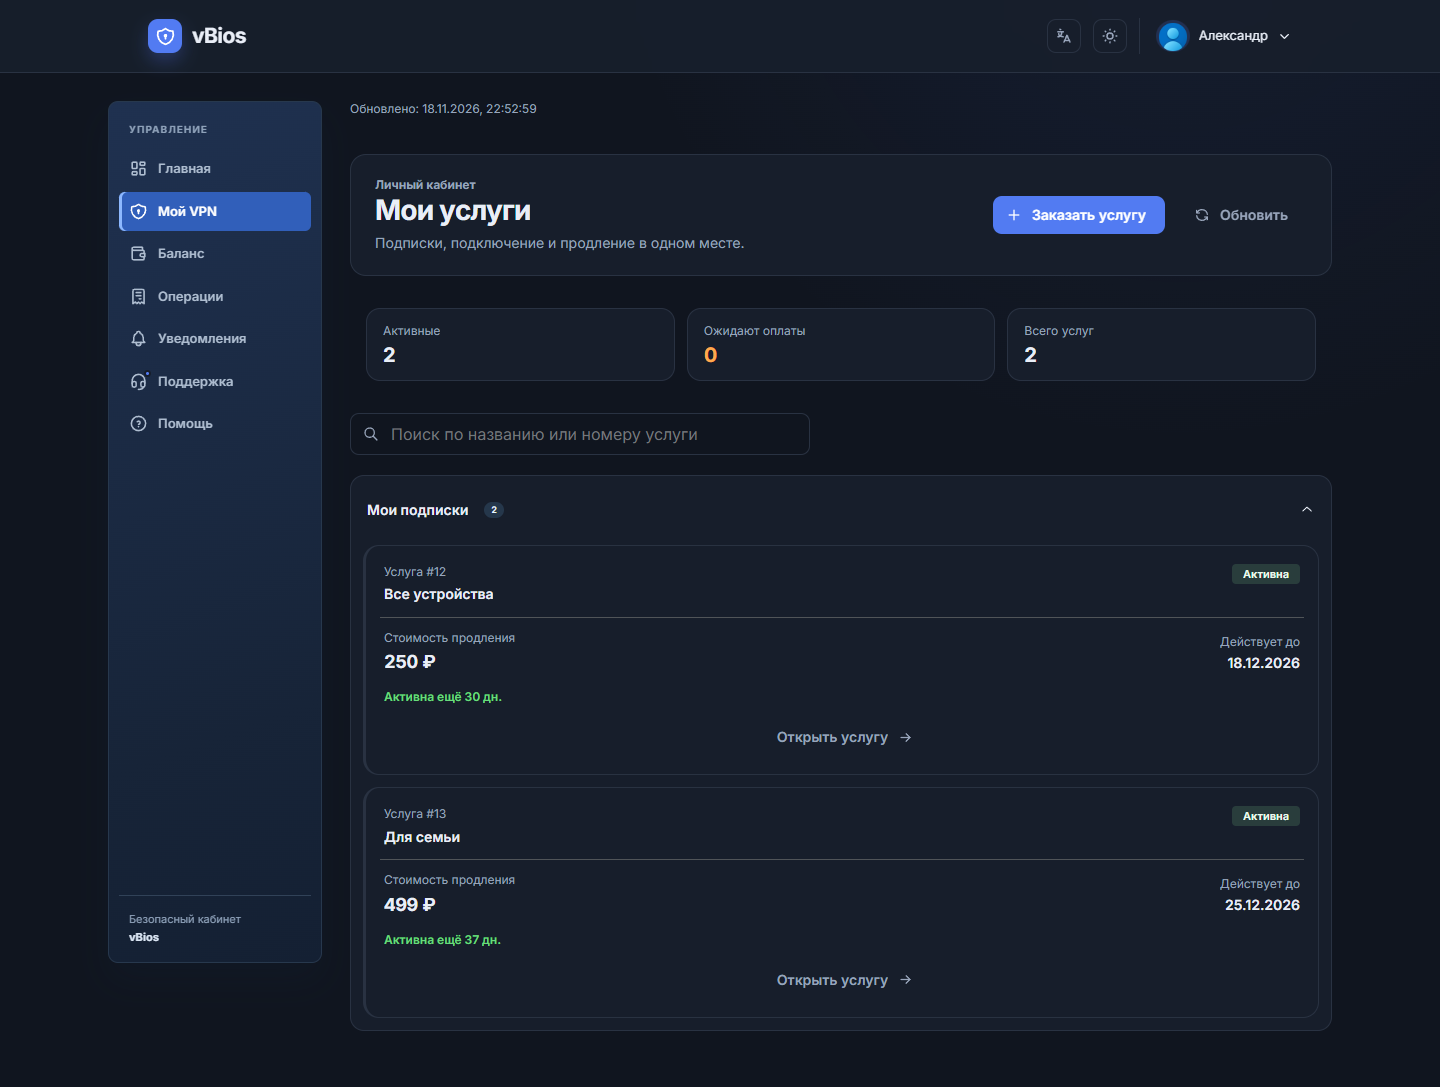 vBios
Александр
УПРАВЛЕНИЕ
Главная
Мой VPN
Баланс
Операции
Уведомления
Поддержка
Помощь
Безопасный кабинет
vBios
Обновлено: 18.11.2026, 22:52:59
Личный кабинет
Мои услуги
Подписки, подключение и продление в одном месте.
Заказать услугу
Обновить
Активные
2
Ожидают оплаты
0
Всего услуг
2
Поиск по названию или номеру услуги
Мои подписки 2
Услуга #12
Все устройства
Активна
Стоимость продления
250 ₽
Действует до
18.12.2026
Активна ещё 30 дн.
Открыть услугу →
Услуга #13
Для семьи
Активна
Стоимость продления
499 ₽
Действует до
25.12.2026
Активна ещё 37 дн.
Открыть услугу →